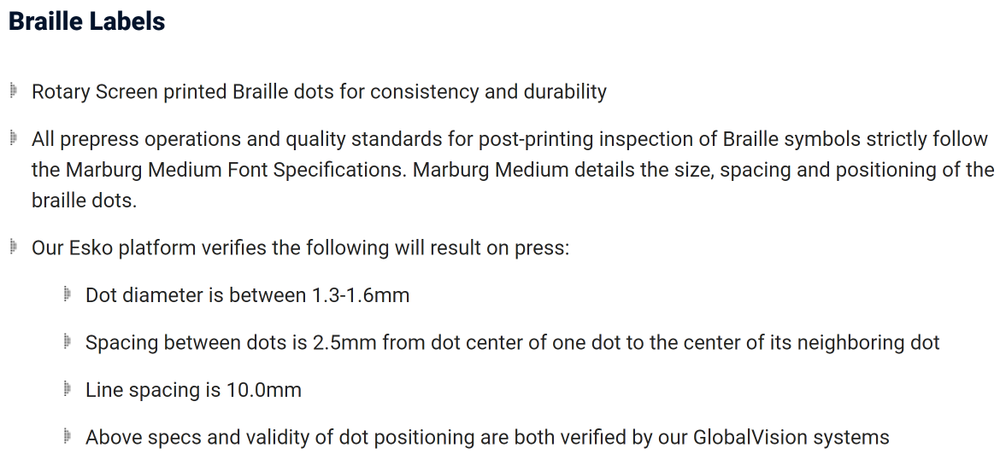 Braille Labels
Rotary Screen printed Braille dots for consistency and durability
All prepress operations and quality standards for post-printing inspection of Braille symbols strictly follow
the Marburg Medium Font Specifications. Marburg Medium details the size, spacing and positioning of the
braille dots.
Our Esko platform verifies the following will result on press:
Dot diameter is between 1.3-1.6mm
Spacing between dots is 2.5mm from dot center of one dot to the center of its neighboring dot
Line spacing is 10.0mm
Above specs and validity of dot positioning are both verified by our GlobalVision systems